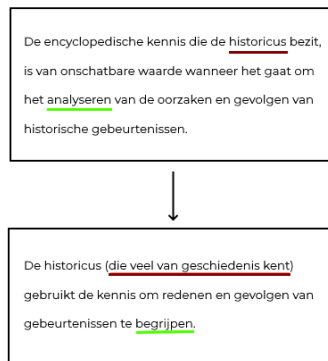 De encyclopedische kennis die de historicus bezit,
is van onschatbare waarde wanneer het gaat om
het analyseren van de oorzaken en gevolgen van
historische gebeurtenissen.
De historicus (die veel van geschiedenis kent)
gebruikt de kennis om redenen en gevolgen van
gebeurtenissen te begrijpen.